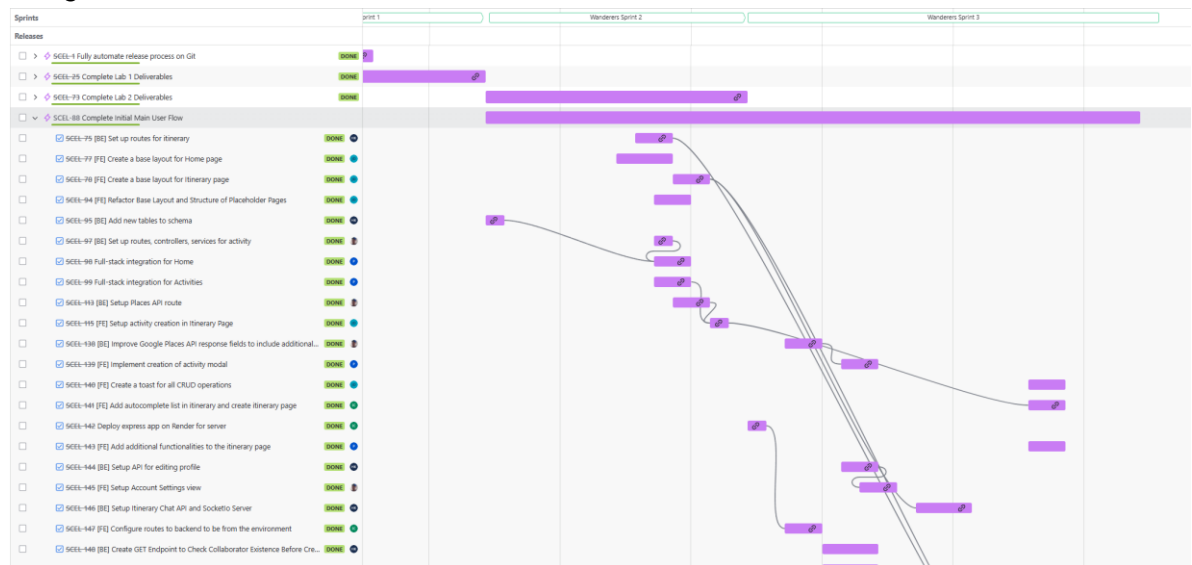 Sprints
print 1
Wanderers Sprint 2
Wanderers Sprint 3
Releases
SCEL-1 Fully automate release process on Git DONE
SCEL-25 Complete Lab 1 Deliverables DONE
SCEL-73 Complete Lab 2 Deliverables DONE
SCEL-88 Complete Initial Main User Flow
SCEL-75 [BE] Set up routes for itinerary DONE
SCEL-77 [FE] Create a base layout for Home page DONE
SCEL-78 [FE] Create a base layout for Itinerary page DONE
SCEL-94 [FE] Refactor Base Layout and Structure of Placeholder Pages DONE
SCEL-95 [BE] Add new tables to schema DONE
SCEL-97 [BE] Set up routes, controllers, services for activity DONE
SCEL-98 Full-stack integration for Home DONE
SCEL-99 Full-stack integration for Activities DONE
SCEL-113 [BE] Setup Places API route DONE
SCEL-115 [FE] Setup activity creation in Itinerary Page DONE
SCEL-138 [BE] Improve Google Places API response fields to include additional... DONE
SCEL-139 [FE] Implement creation of activity modal DONE
SCEL-140 [FE] Create a toast for all CRUD operations DONE
SCEL-141 [FE] Add autocomplete list in itinerary and create itinerary page DONE
SCEL-142 Deploy express app on Render for server DONE
SCEL-143 [FE] Add additional functionalities to the itinerary page DONE
SCEL-144 [BE] Setup API for editing profile DONE
SCEL-145 [FE] Setup Account Settings view DONE
SCEL-146 [BE] Setup Itinerary Chat API and Socketio Server DONE
SCEL-147 [FE] Configure routes to backend to be from the environment DONE
SCEL-148 [BE] Create GET Endpoint to Check Collaborator Existence Before Cre... DONE